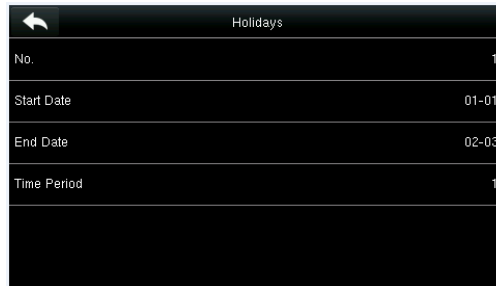 Holidays
No. 1
Start Date 01-01
End Date 02-03
Time Period 1